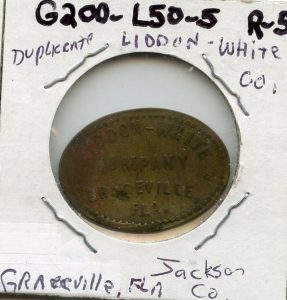 G200-L50-5 R-5
Duplicate LIDDON-WHITE
Co.
LIDDON-WHITE
COMPANY
GRACEVILLE,
FLA.
GRACEville, FLA Jackson
Co.